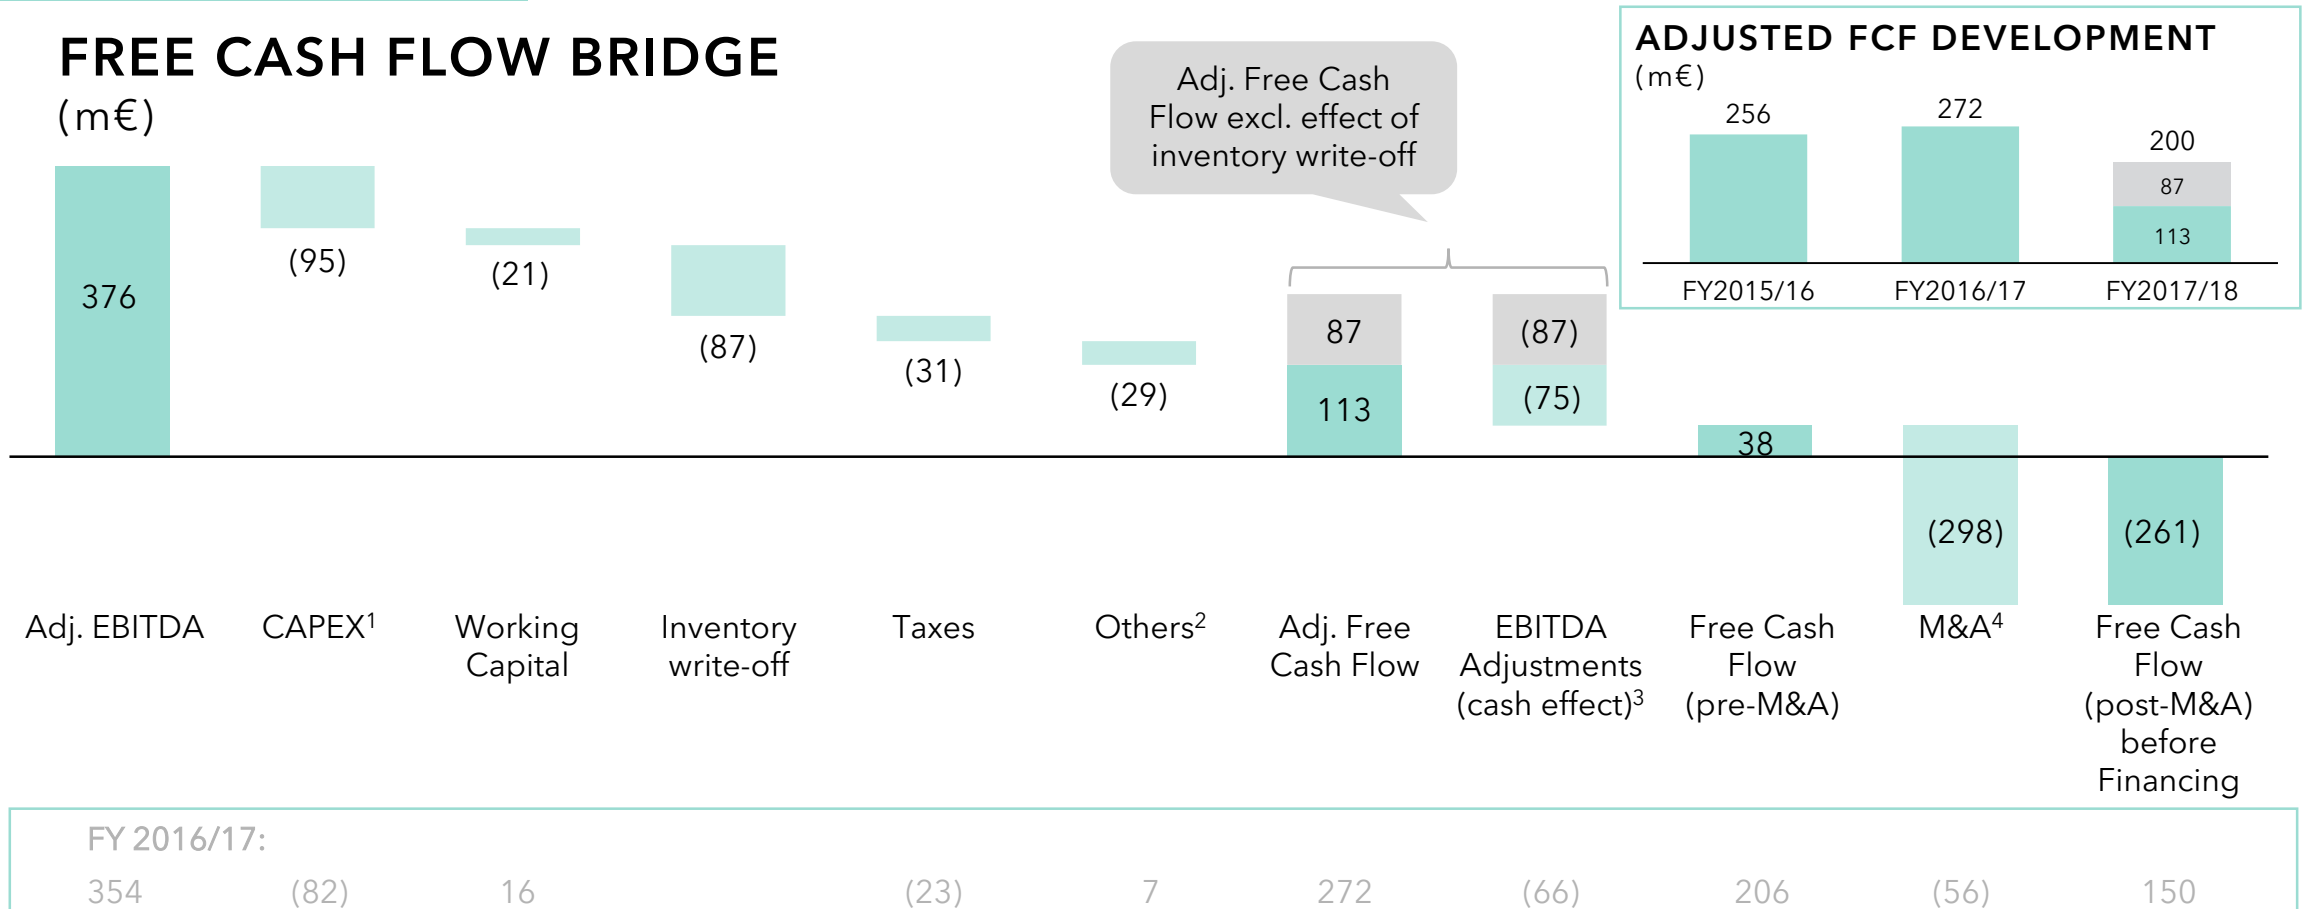 FREE CASH FLOW BRIDGE
(m€)
Adj. Free Cash
Flow excl. effect of
inventory write-off
ADJUSTED FCF DEVELOPMENT
(m€)
256
272
200
87
113
FY2015/16
FY2016/17
FY2017/18
376
(95)
(21)
(87)
(31)
(29)
87
113
(87)
(75)
38
(298)
(261)
Adj. EBITDA
CAPEX¹
Working
Capital
Inventory
write-off
Taxes
Others²
Adj. Free
Cash Flow
EBITDA
Adjustments
(cash effect)³
Free Cash
Flow
(pre-M&A)
M&A⁴
Free Cash
Flow
(post-M&A)
before
Financing
FY 2016/17:
354 (82) 16 (23) 7 272 (66) 206 (56) 150